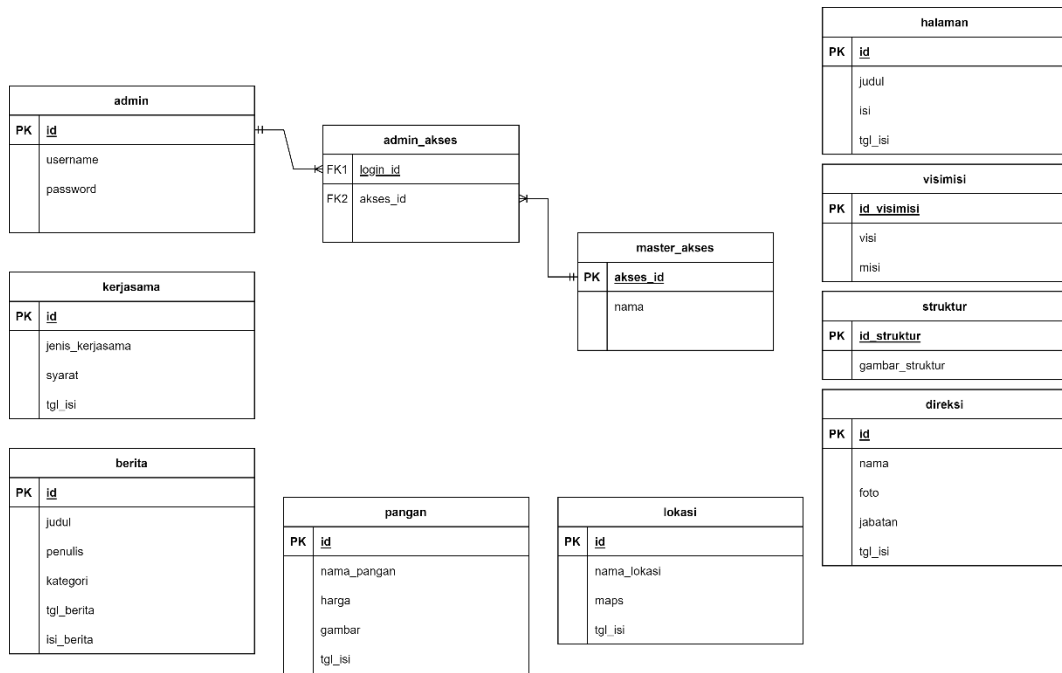 admin
PK id
username
password
admin_akses
FK1 login_id
FK2 akses_id
master_akses
PK akses_id
nama
kerjasama
PK id
jenis_kerjasama
syarat
tgl_isi
berita
PK id
judul
penulis
kategori
tgl_berita
isi_berita
pangan
PK id
nama_pangan
harga
gambar
tgl_isi
lokasi
PK id
nama_lokasi
maps
tgl_isi
halaman
PK id
judul
isi
tgl_isi
visimisi
PK id_visimisi
visi
misi
struktur
PK id_struktur
gambar_struktur
direksi
PK id
nama
foto
jabatan
tgl_isi